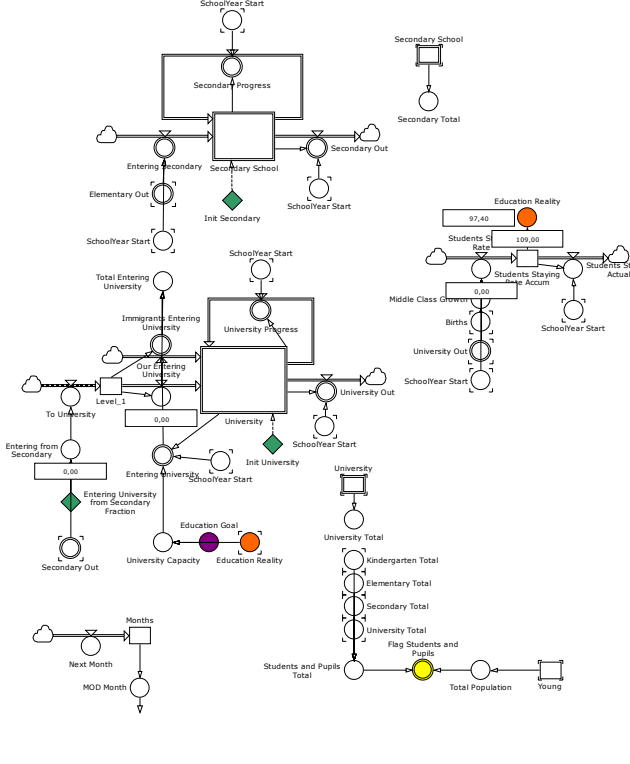 SchoolYear Start
Secondary Progress
Secondary School
Secondary Total
Entering Secondary
Secondary School
Secondary Out
Elementary Out
Init Secondary
SchoolYear Start
SchoolYear Start
Education Reality
97,40
109,00
Rate
Students Staying
Rate Accum
Actual
0,00
Middle Class Growth
SchoolYear Start
Births
University Out
SchoolYear Start
SchoolYear Start
Total Entering
University
Immigrants Entering
University
University Progress
Our Entering
University
Level_1
To University
0,00
University
University Out
SchoolYear Start
Init University
Entering from
Secondary
0,00
Entering University
SchoolYear Start
Entering University
from Secondary
Fraction
Secondary Out
Education Goal
University Capacity
Education Reality
University
University Total
Kindergarten Total
Elementary Total
Secondary Total
University Total
Flag Students and
Pupils
Students and Pupils
Total
Total Population
Young
Months
Next Month
MOD Month